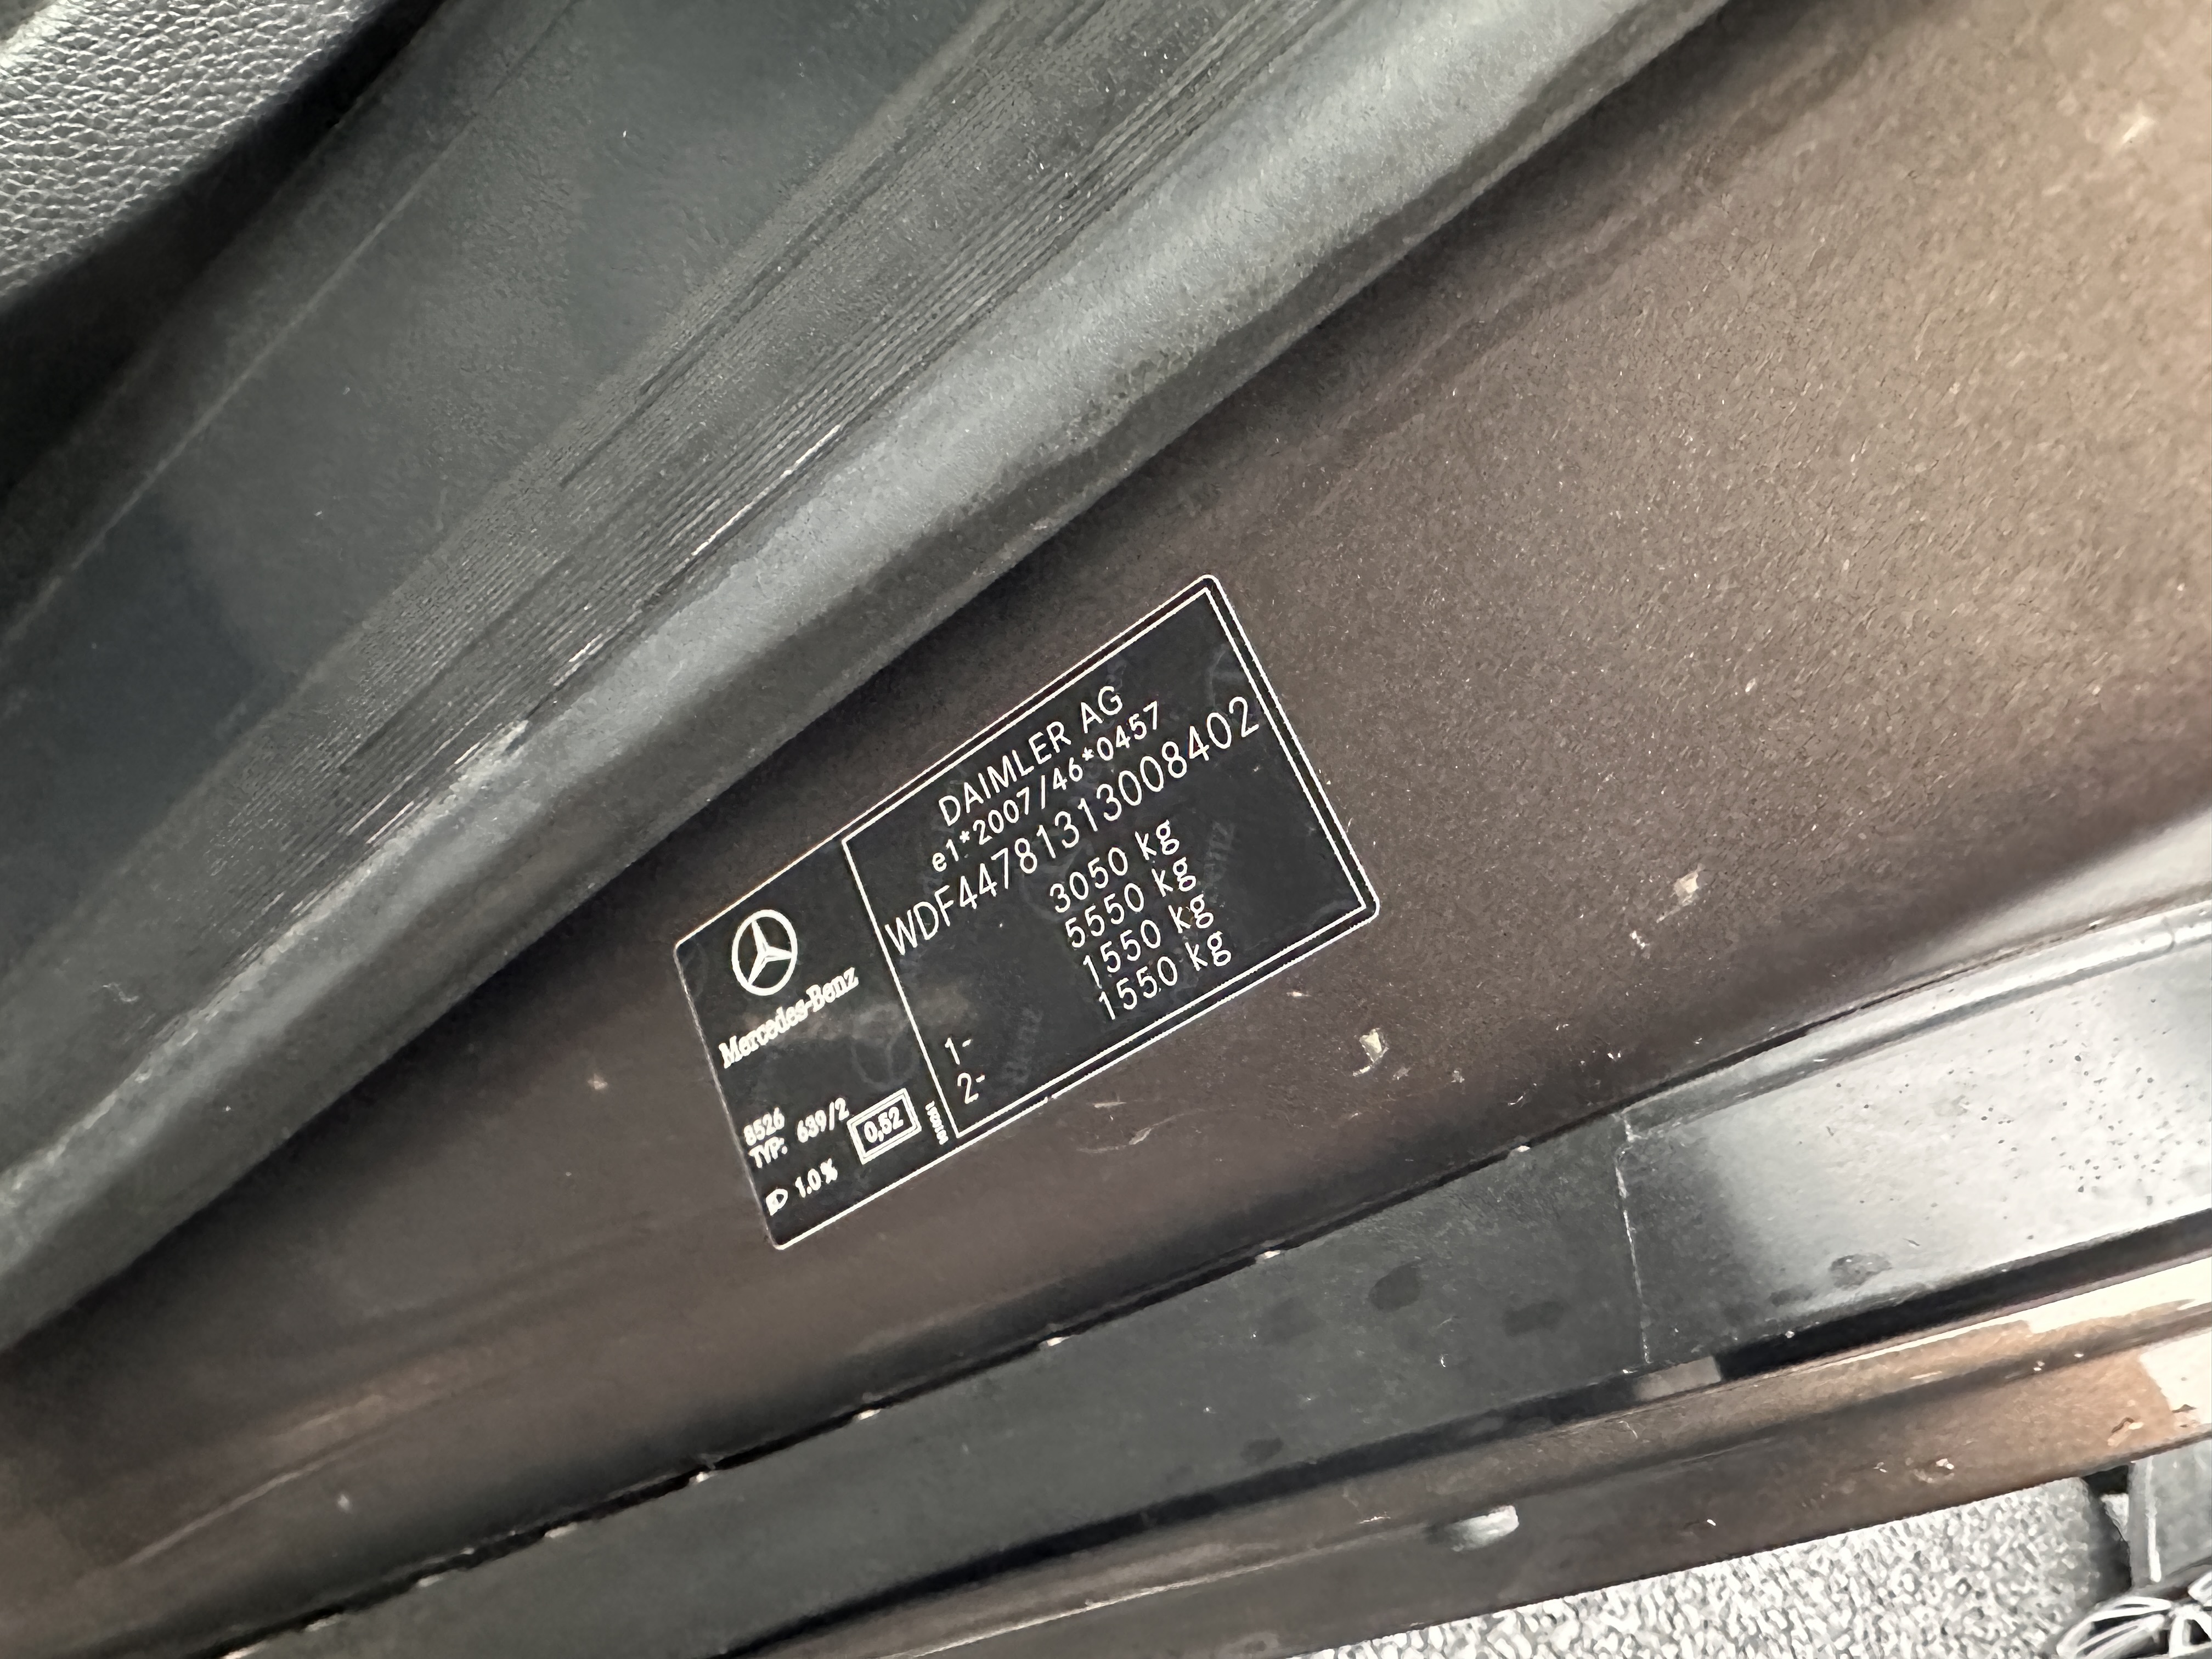 Mercedes-Benz
8526
TYP: 639/2
0,52
1.0 %
DAIMLER AG
e1*2007/46*0457
WDF44781313008402
3050 kg
5550 kg
1550 kg
1550 kg
1-
2-